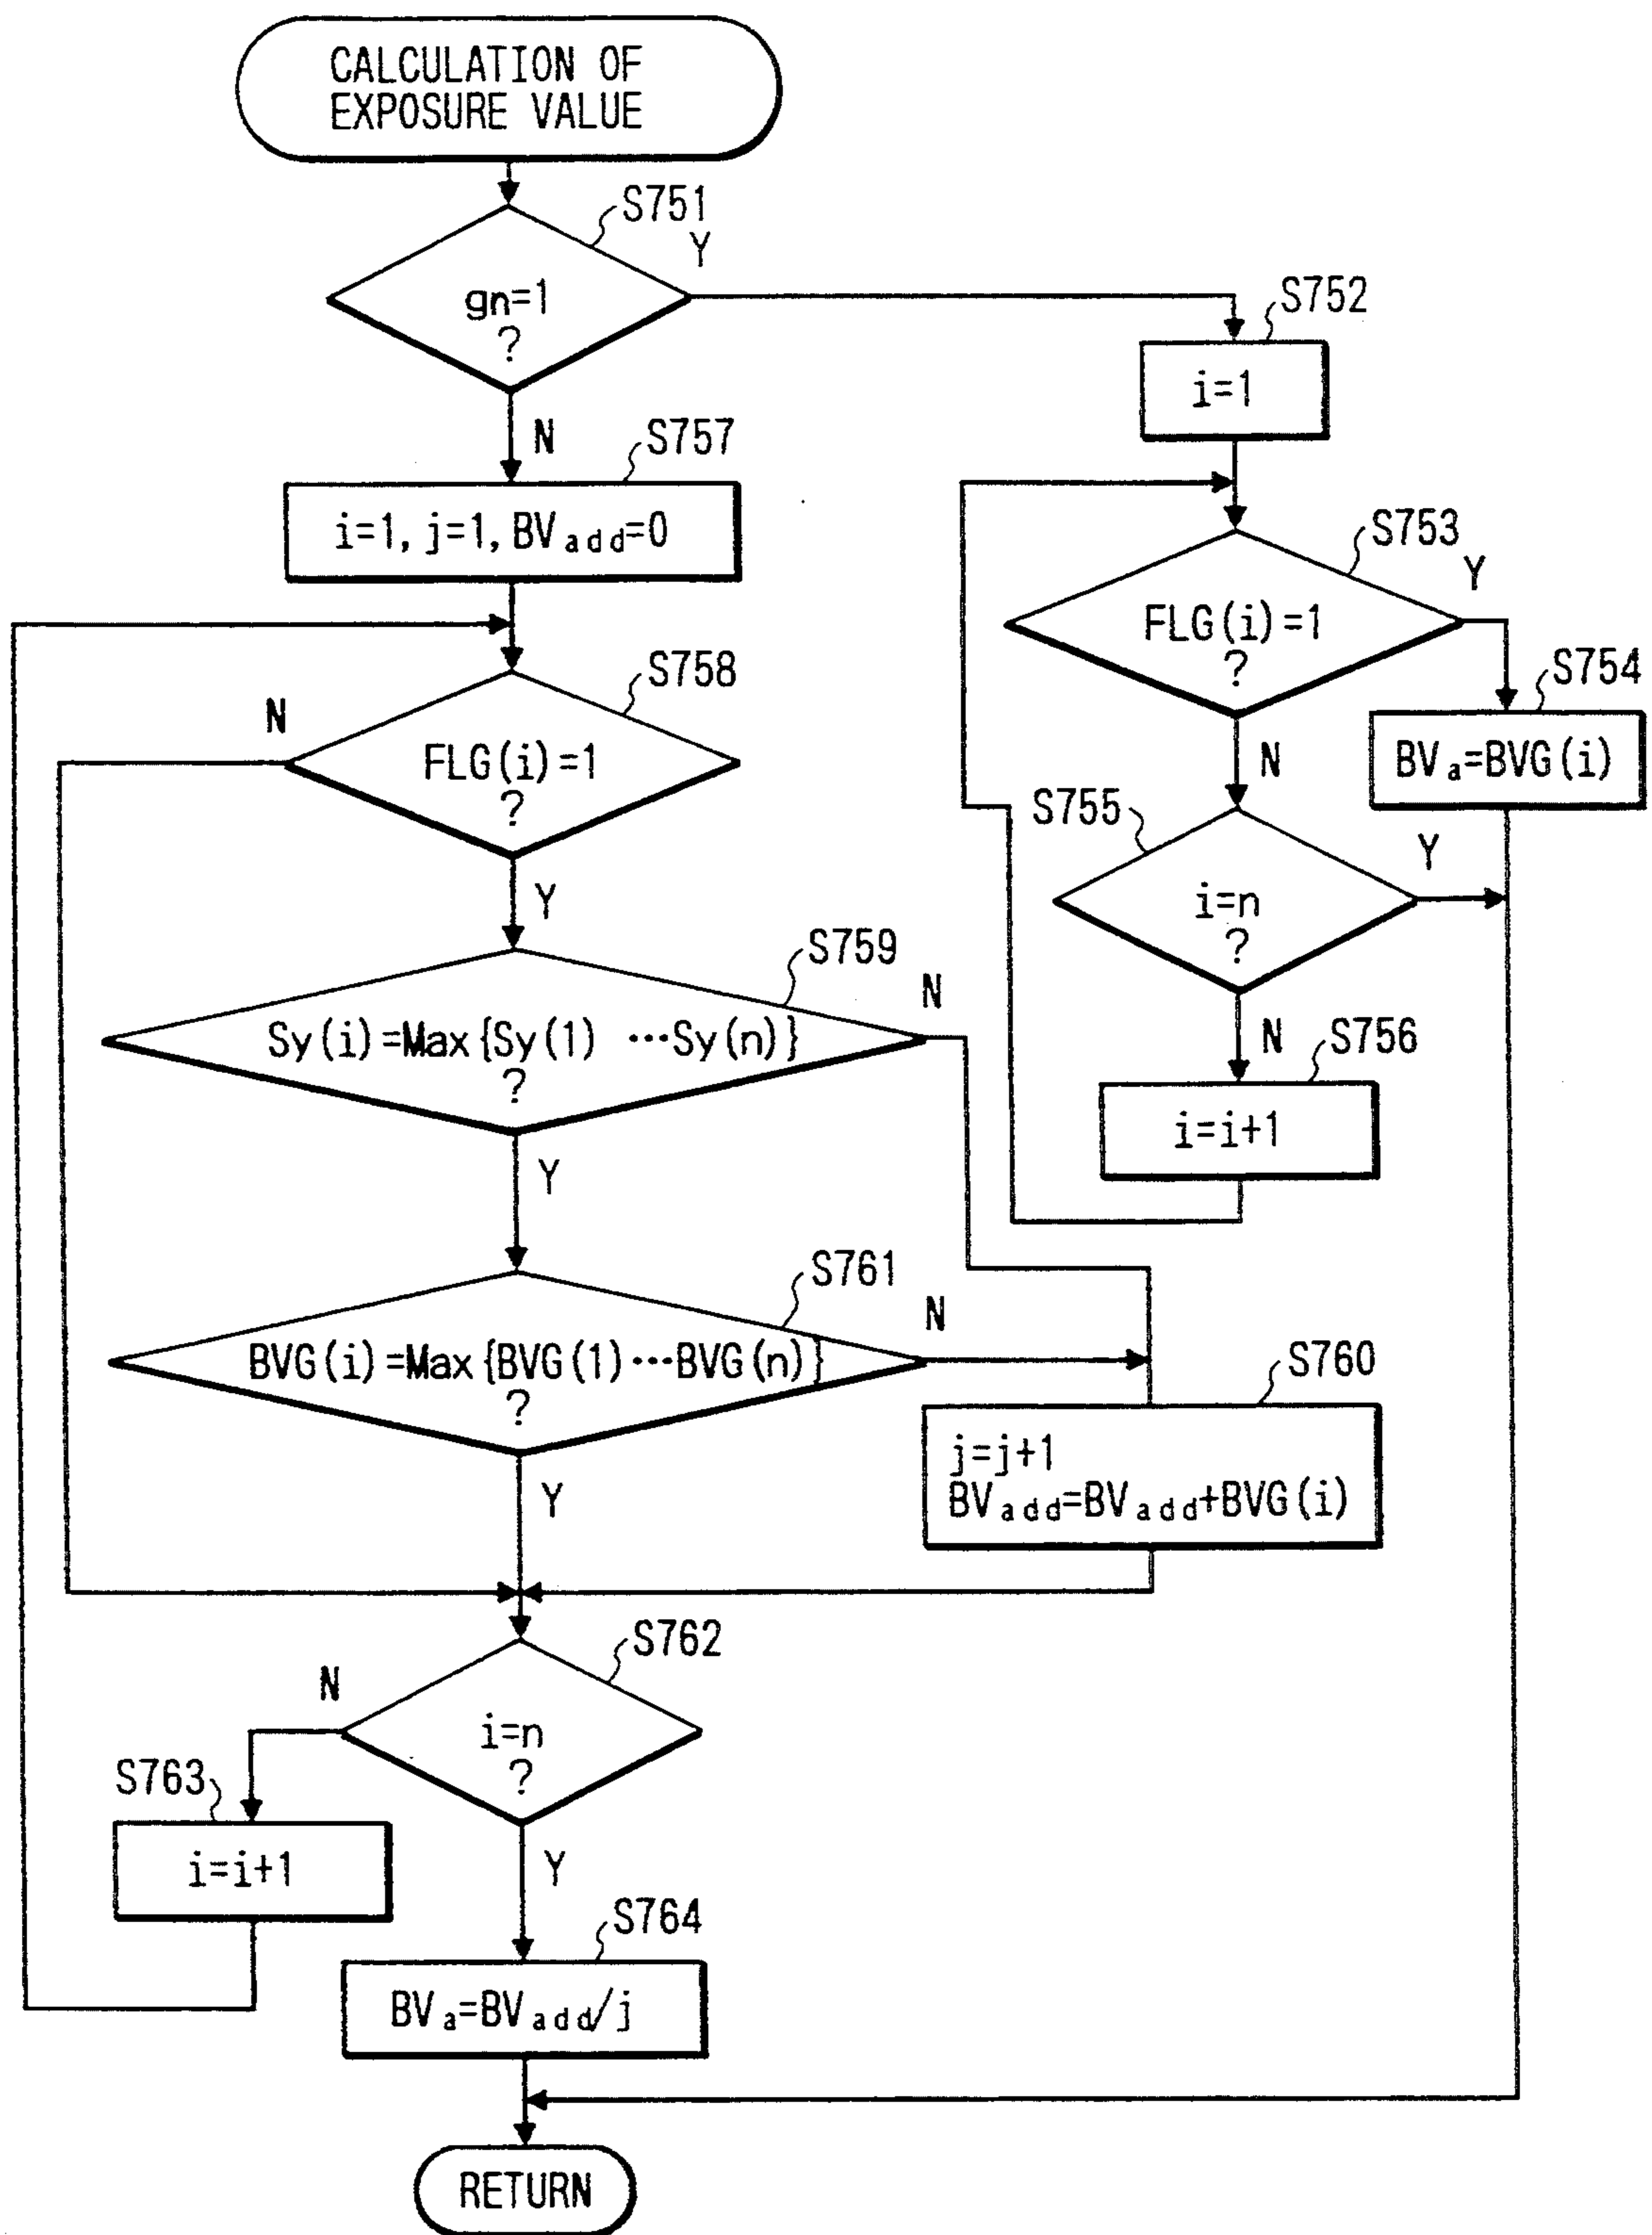 CALCULATION OF
EXPOSURE VALUE
S751
Y
gn=1
?
N
S752
i=1
S757
i=1, j=1, BVadd=0
S753
Y
FLG(i)=1
?
N
S754
BVa=BVG(i)
S758
N
FLG(i)=1
?
Y
S755
Y
i=n
?
N
S756
i=i+1
S759
N
Sy(i)=Max{Sy(1) ···Sy(n)}
?
Y
S761
N
BVG(i)=Max{BVG(1)···BVG(n)}
?
Y
S760
j=j+1
BVadd=BVadd+BVG(i)
S762
N
i=n
?
Y
S763
i=i+1
S764
BVa=BVadd/j
RETURN